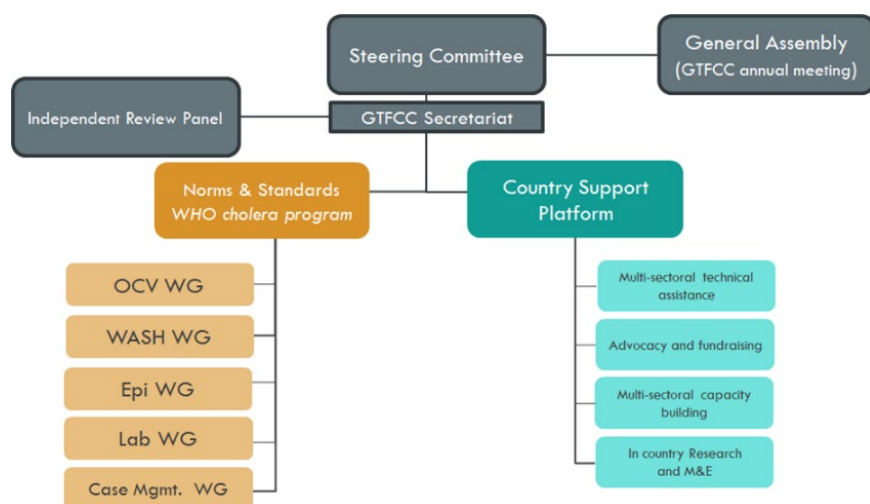 Steering Committee
General Assembly
(GTFCC annual meeting)
Independent Review Panel
GTFCC Secretariat
Norms & Standards
WHO cholera program
Country Support
Platform
OCV WG
WASH WG
Epi WG
Lab WG
Case Mgmt. WG
Multi-sectoral technical
assistance
Advocacy and fundraising
Multi-sectoral capacity
building
In country Research
and M&E